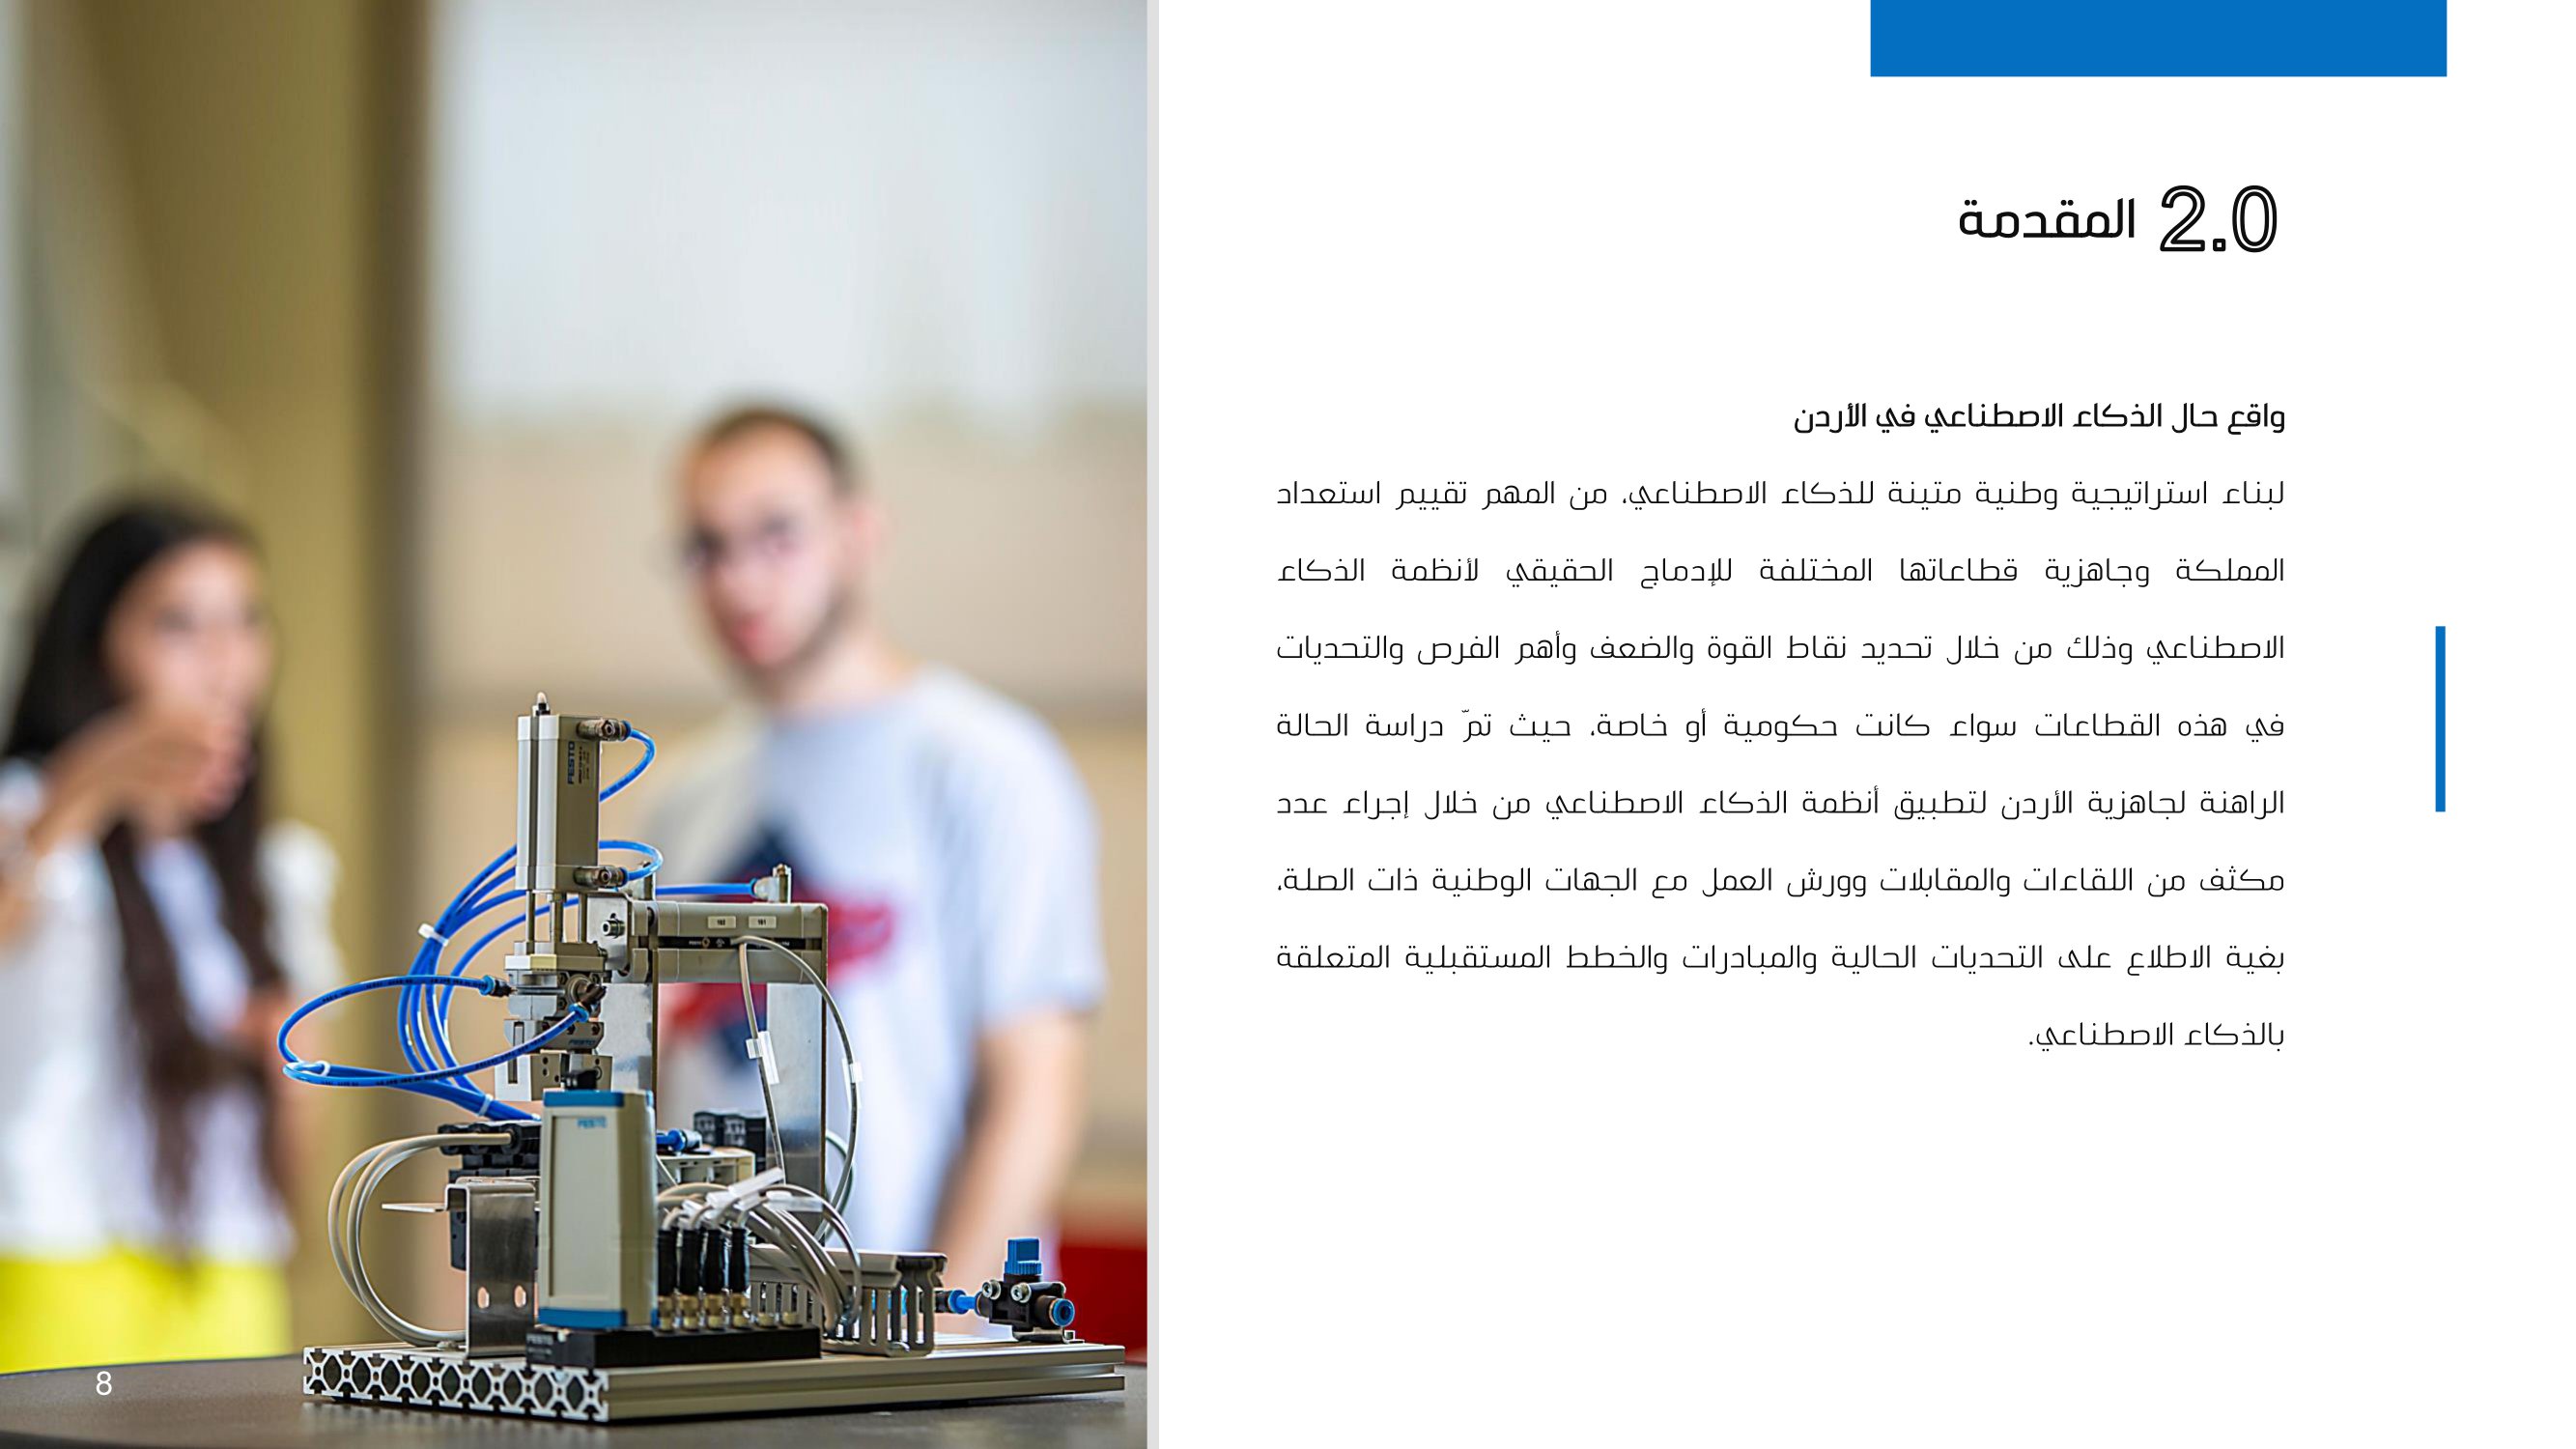 2.0 المقدمة
واقع حال الذكاء الاصطناعي في الأردن
لبناء استراتيجية وطنية متينة للذكاء الاصطناعي، من المهم تقييم استعداد
المملكة وجاهزية قطاعاتها المختلفة للإدماج الحقيقي لأنظمة الذكاء
الاصطناعي وذلك من خلال تحديد نقاط القوة والضعف وأهم الفرص والتحديات
في هذه القطاعات سواء كانت حكومية أو خاصة، حيث تمّ دراسة الحالة
الراهنة لجاهزية الأردن لتطبيق أنظمة الذكاء الاصطناعي من خلال إجراء عدد
مكثف من اللقاءات والمقابلات وورش العمل مع الجهات الوطنية ذات الصلة،
بغية الاطلاع على التحديات الحالية والمبادرات والخطط المستقبلية المتعلقة
بالذكاء الاصطناعي.
FESTO
FESTO
FESTO
8